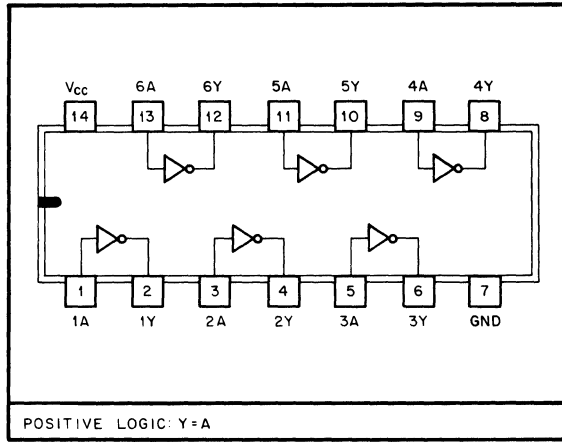 Vcc 6A 6Y 5A 5Y 4A 4Y
14 13 12 11 10 9 8
1 2 3 4 5 6 7
1A 1Y 2A 2Y 3A 3Y GND
POSITIVE LOGIC: Y=A